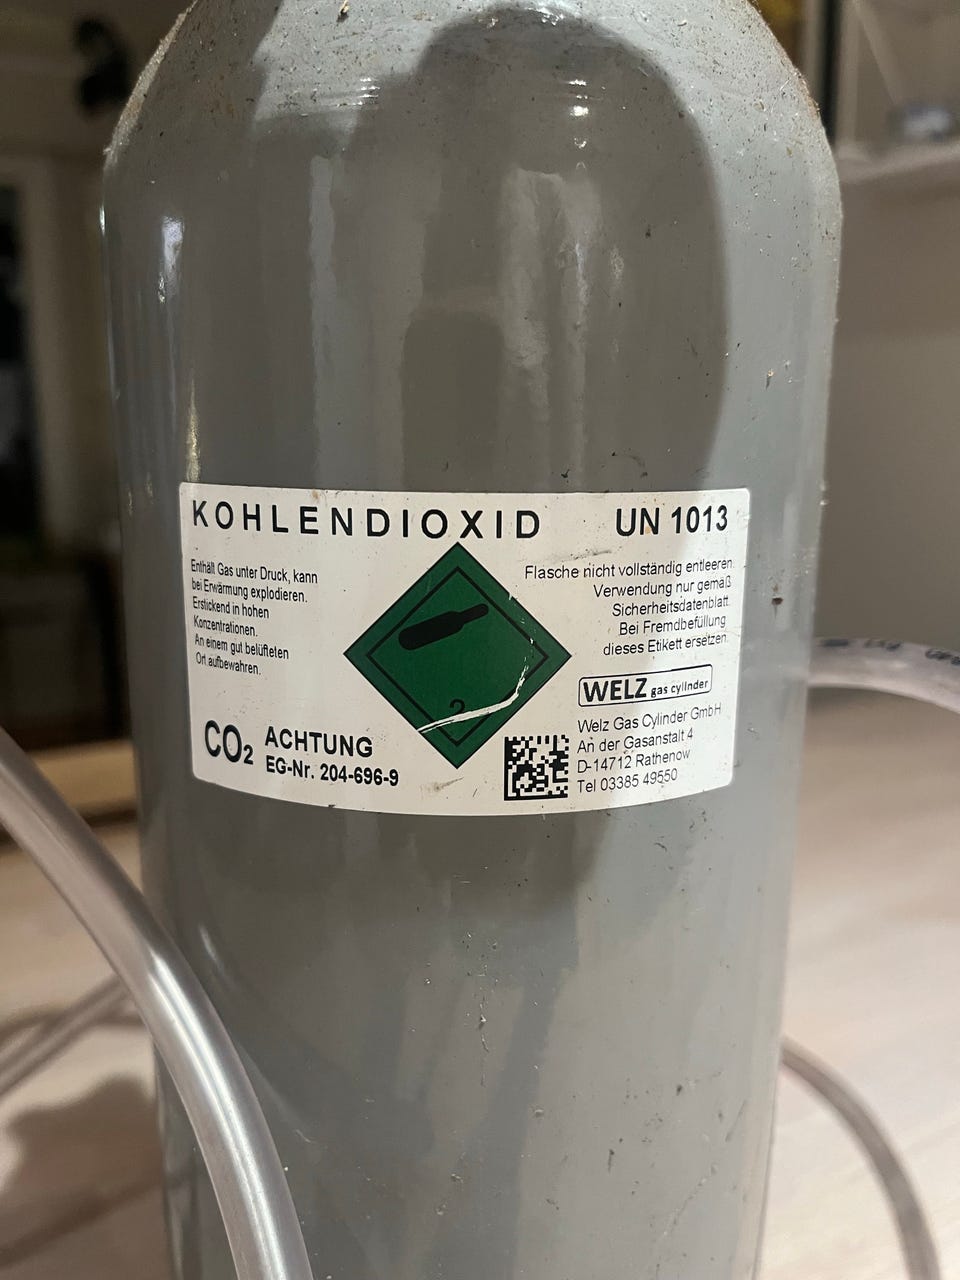 KOHLENDIOXID
UN 1013
Enthält Gas unter Druck, kann
bei Erwärmung explodieren.
Erstickend in hohen
Konzentrationen.
An einem gut belüfteten
Ort aufbewahren.
Flasche nicht vollständig entleeren.
Verwendung nur gemäß
Sicherheitsdatenblatt.
Bei Fremdbefüllung
dieses Etikett ersetzen.
2
WELZ gas cylinder
CO2
ACHTUNG
EG-Nr. 204-696-9
Welz Gas Cylinder GmbH
An der Gasanstalt 4
D-14712 Rathenow
Tel 03385 49550